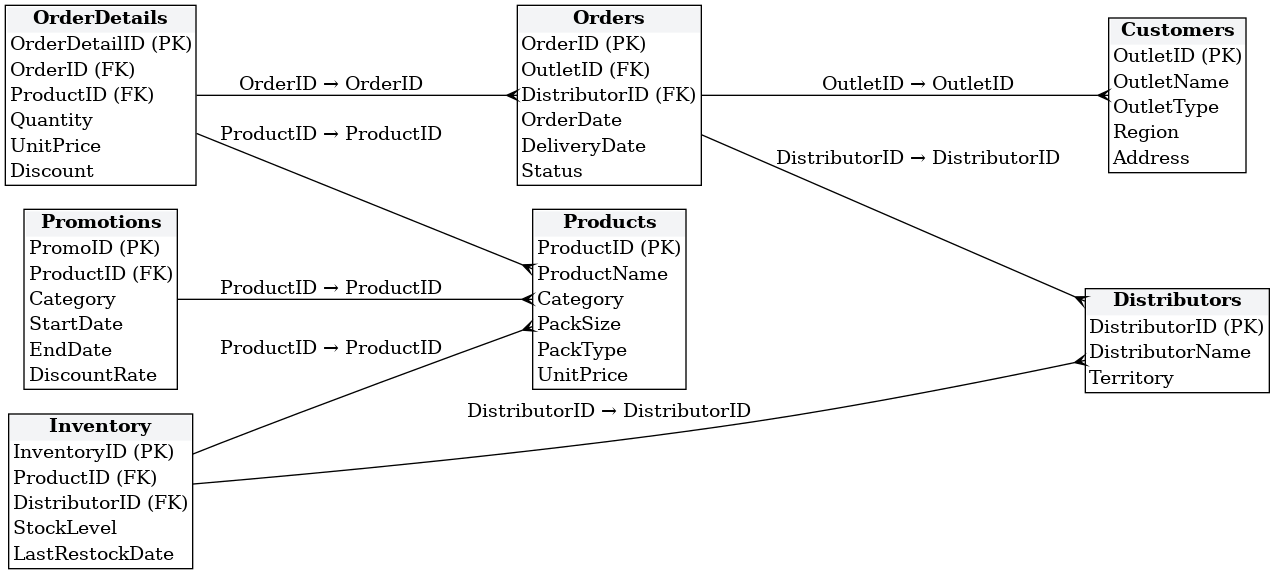 OrderDetails
OrderDetailID (PK)
OrderID (FK)
ProductID (FK)
Quantity
UnitPrice
Discount
OrderID → OrderID
ProductID → ProductID
Orders
OrderID (PK)
OutletID (FK)
DistributorID (FK)
OrderDate
DeliveryDate
Status
OutletID → OutletID
DistributorID → DistributorID
Customers
OutletID (PK)
OutletName
OutletType
Region
Address
Promotions
PromoID (PK)
ProductID (FK)
Category
StartDate
EndDate
DiscountRate
ProductID → ProductID
ProductID → ProductID
Products
ProductID (PK)
ProductName
Category
PackSize
PackType
UnitPrice
Distributors
DistributorID (PK)
DistributorName
Territory
Inventory
InventoryID (PK)
ProductID (FK)
DistributorID (FK)
StockLevel
LastRestockDate
DistributorID → DistributorID